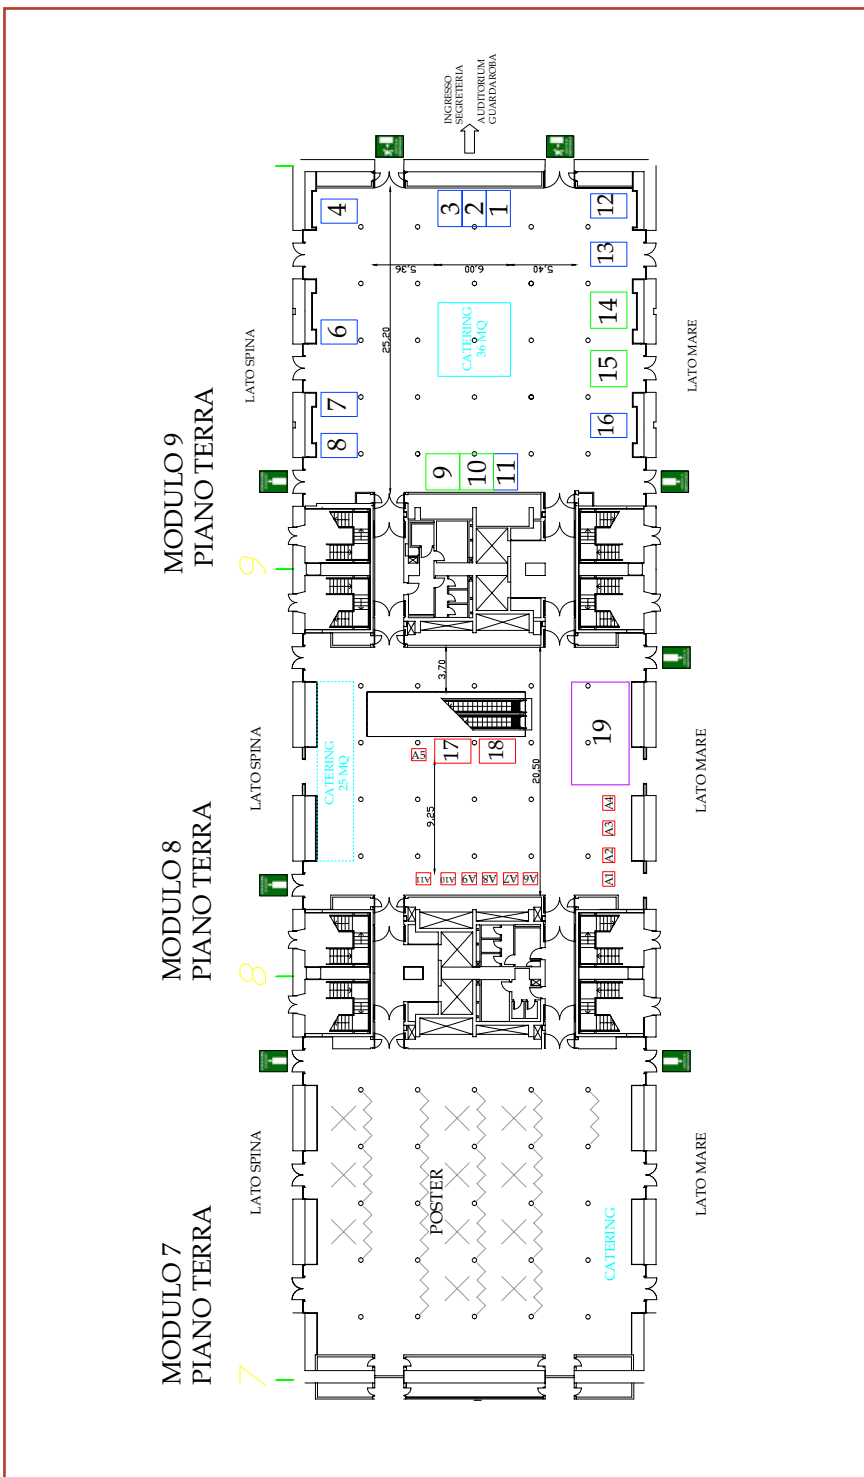 INGRESSO
SEGRETERIA
AUDITORIUM
GUARDAROBA
MODULO 9
PIANO TERRA
9
LATO SPINA
4
6
7
8
3
2
1
5,36
6,00
5,40
25,20
CATERING
36 MQ
9
10
11
12
13
14
15
16
LATO MARE
MODULO 8
PIANO TERRA
8
LATO SPINA
CATERING
25 MQ
3,70
A5
17
18
19
9,25
20,50
A11
A10
A9
A8
A7
A6
A4
A3
A2
A1
LATO MARE
MODULO 7
PIANO TERRA
7
LATO SPINA
POSTER
CATERING
LATO MARE